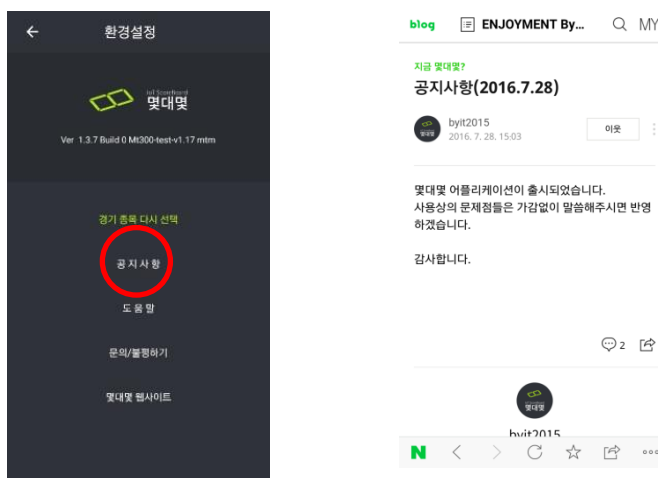 환경설정
IoT ScoreBoard
몇대몇
Ver 1.3.7 Build 0 Mt300-test-v1.17 mtm
경기 종목 다시 선택
공 지 사 항
도 움 말
문의/불평하기
몇대몇 웹사이트
blog ENJOYMENT By... MY
지금 몇대몇?
공지사항(2016.7.28)
몇대몇
byit2015
2016. 7. 28. 15:03
이웃
몇대몇 어플리케이션이 출시되었습니다.
사용상의 문제점들은 가감없이 말씀해주시면 반영
하겠습니다.
감사합니다.
2
몇대몇
byit2015
N